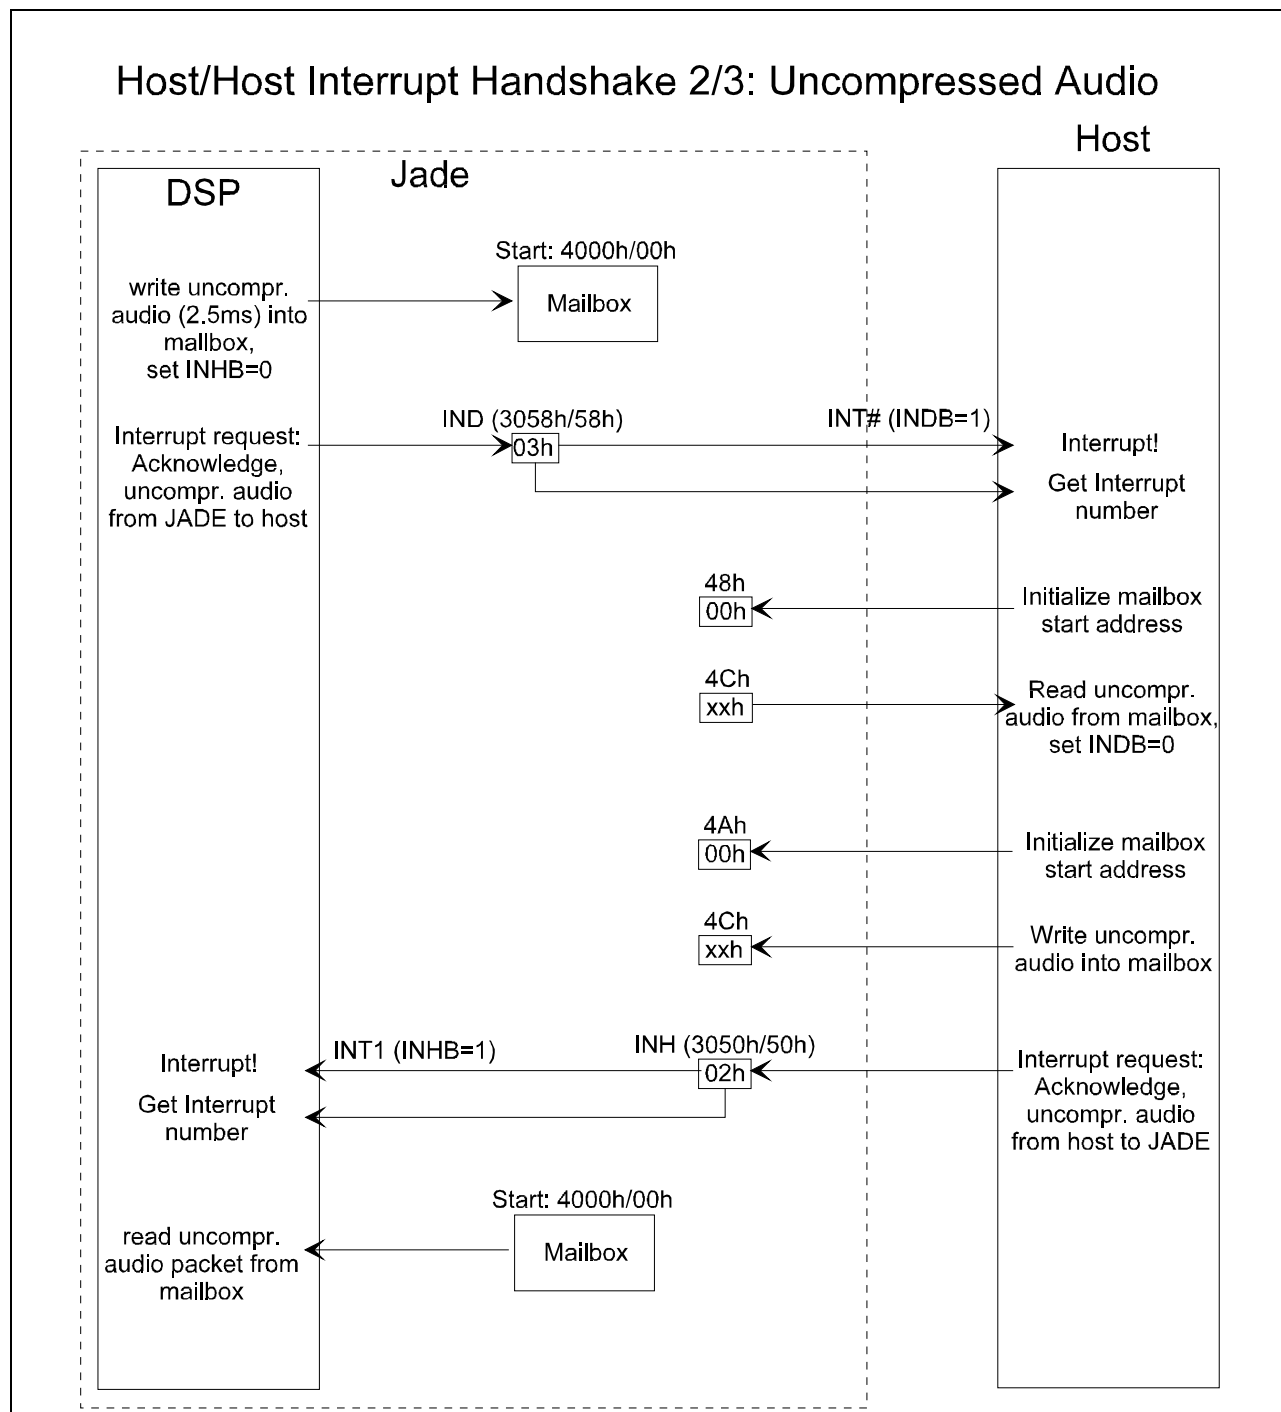 Host/Host Interrupt Handshake 2/3: Uncompressed Audio
Host
Jade
DSP
Start: 4000h/00h
write uncompr.
audio (2.5ms) into
mallbox,
set INHB=0
Mailbox
IND (3058h/58h)
INT# (INDB=1)
Interrupt request:
Acknowledge,
uncompr. audio
from JADE to host
03h
Interrupt!
Get Interrupt
number
48h
00h
Initialize mailbox
start address
4Ch
xxh
Read uncompr.
audio from mailbox,
set INDB=0
4Ah
00h
Initialize mailbox
start address
4Ch
xxh
Write uncompr.
audio into mailbox
INT1 (INHB=1)
INH (3050h/50h)
Interrupt!
02h
Interrupt request:
Acknowledge,
uncompr. audio
from host to JADE
Get Interrupt
number
Start: 4000h/00h
read uncompr.
audio packet from
mailbox
Mailbox